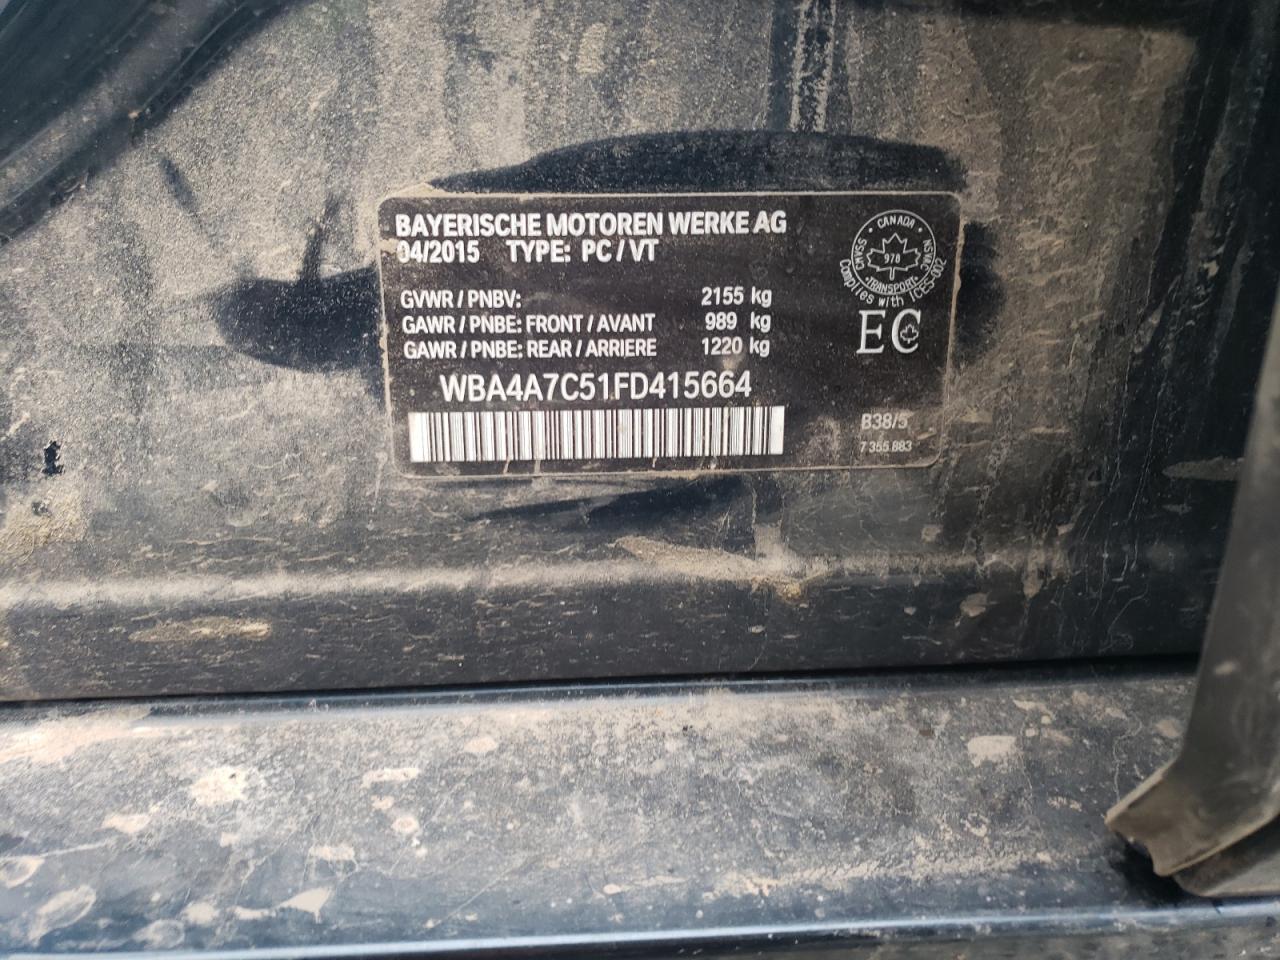 BAYERISCHE MOTOREN WERKE AG
04/2015 TYPE: PC / VT
GVWR / PNBV: 2155 kg
GAWR / PNBE: FRONT / AVANT 989 kg
GAWR / PNBE: REAR / ARRIERE 1220 kg
WBA4A7C51FD415664
CANADA
CMVSS NSVAC
978
TRANSPORT
Complies with ICES-002
EC
B38/5
7 355 883